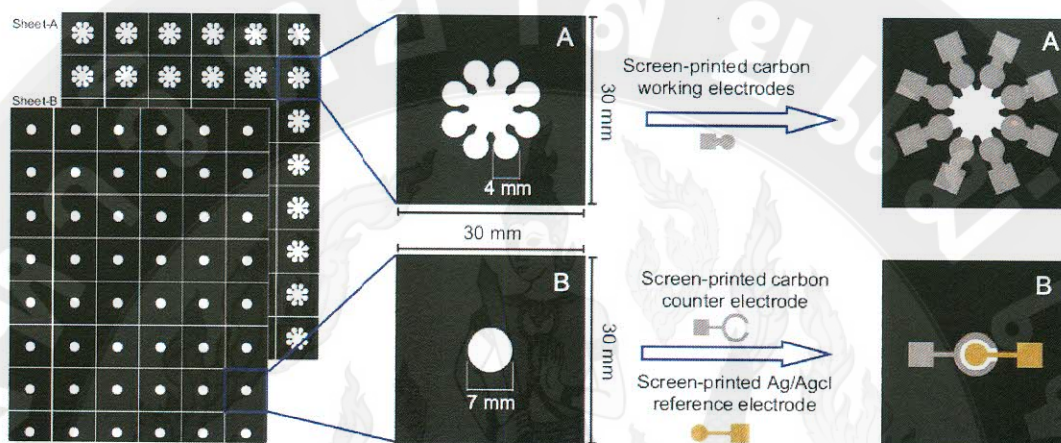 Sheet-A
Sheet-B
A
30 mm
4 mm
30 mm
Screen-printed carbon
working electrodes
A
B
30 mm
7 mm
Screen-printed carbon
counter electrode
Screen-printed Ag/Agcl
reference electrode
B